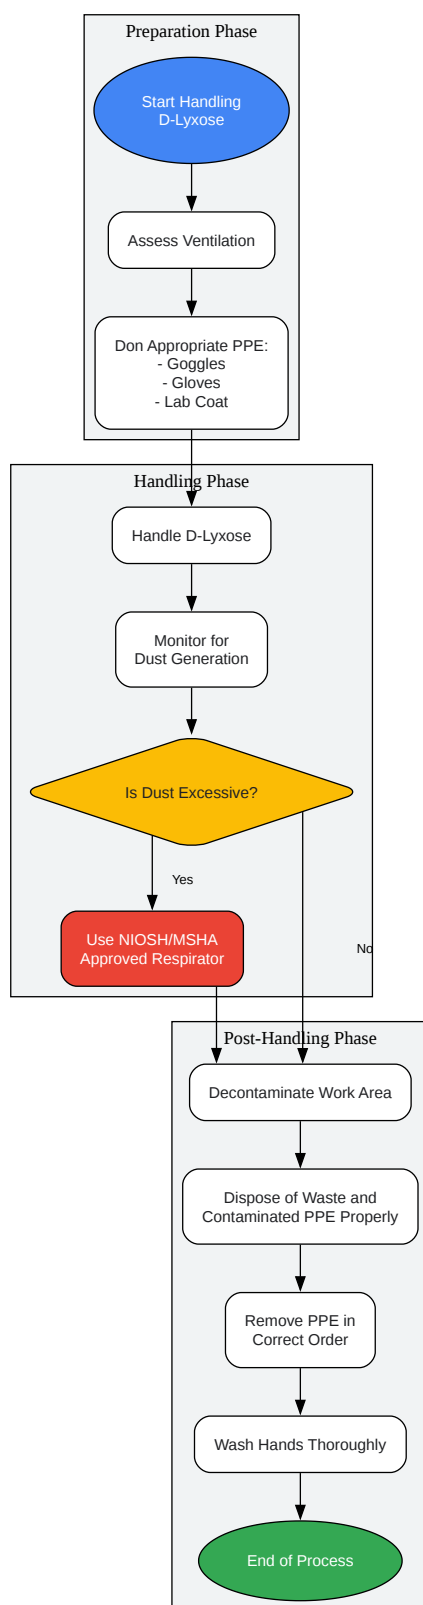 Preparation Phase
Start Handling
D-Lyxose
Assess Ventilation
Don Appropriate PPE:
- Goggles
- Gloves
- Lab Coat
Handling Phase
Handle D-Lyxose
Monitor for
Dust Generation
Is Dust Excessive?
Yes
Use NIOSH/MSHA
Approved Respirator
No
Post-Handling Phase
Decontaminate Work Area
Dispose of Waste and
Contaminated PPE Properly
Remove PPE in
Correct Order
Wash Hands Thoroughly
End of Process